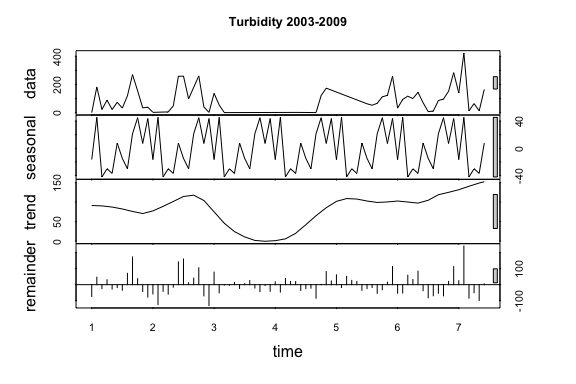 Turbidity 2003-2009
data
0 200 400
seasonal
-40 0 40
trend
0 50 150
remainder
-100 100
1 2 3 4 5 6 7
time